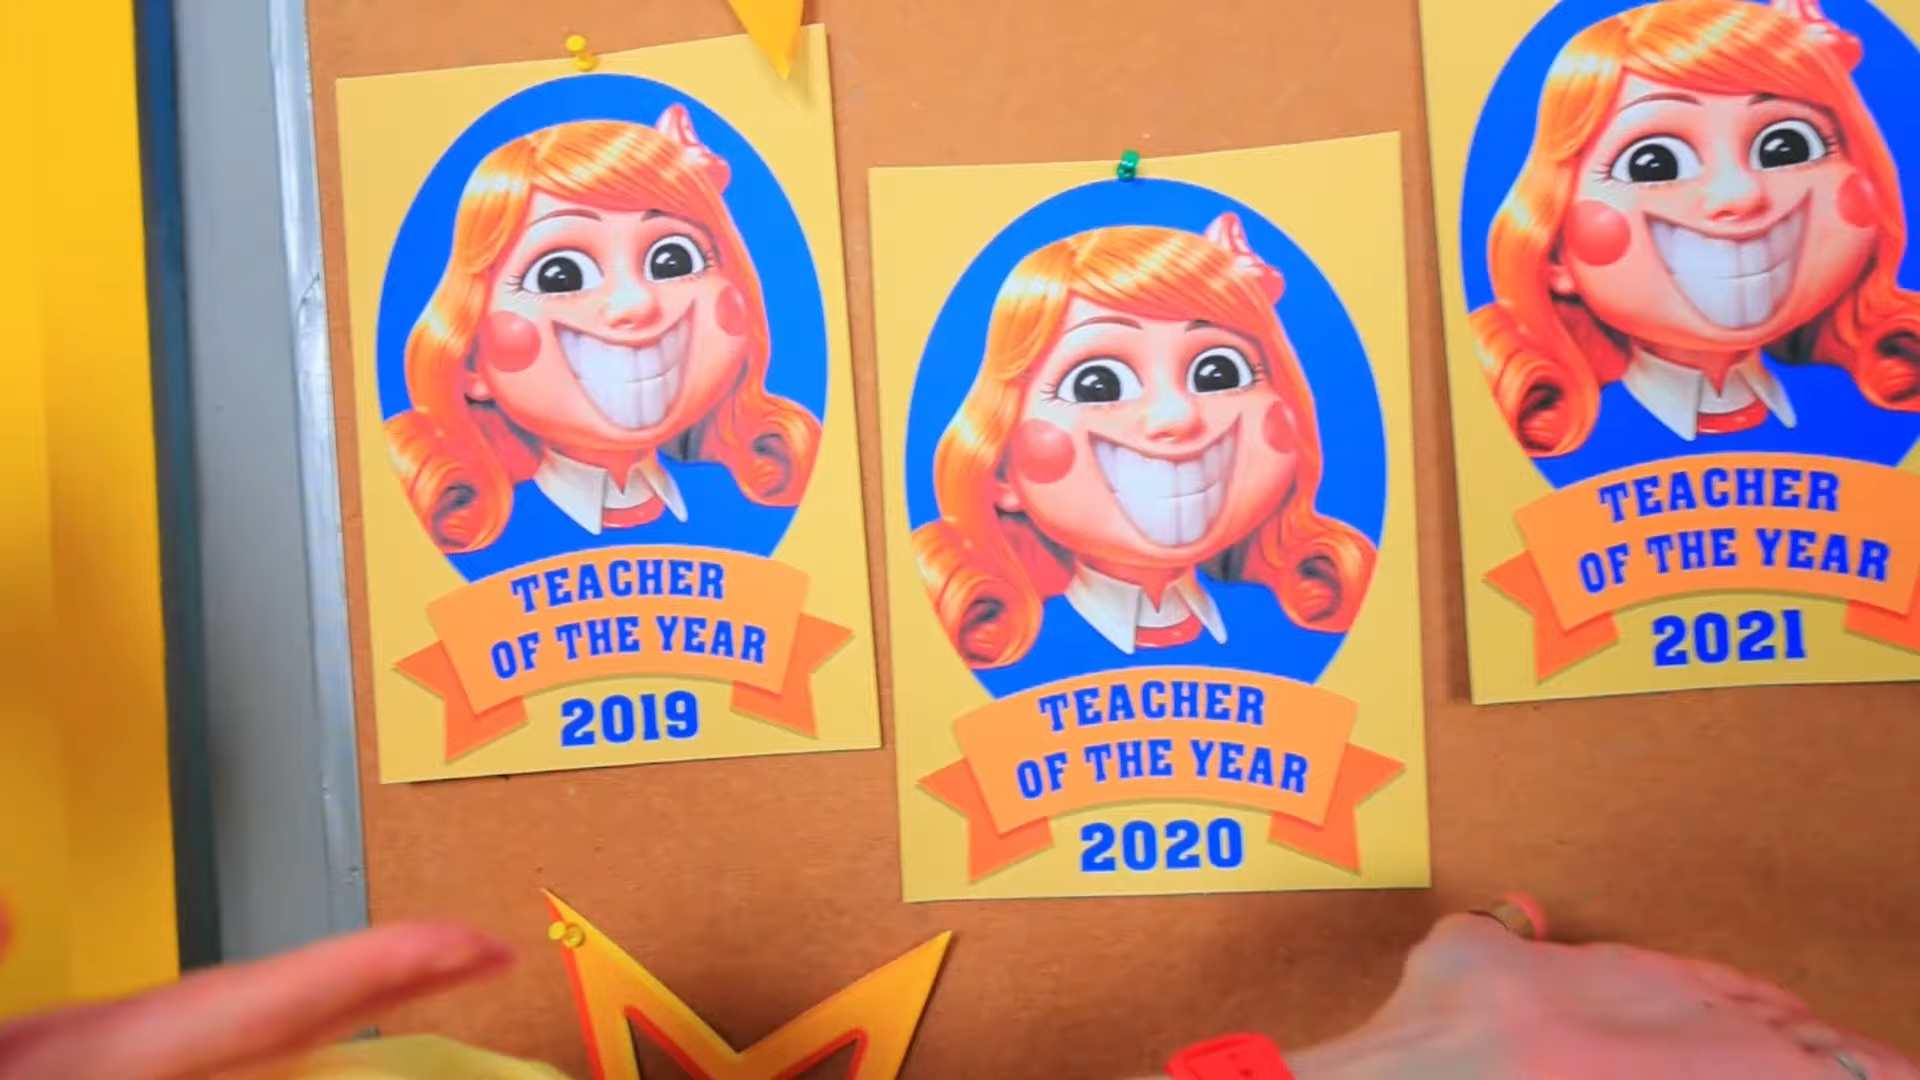 TEACHER
OF THE YEAR
2019
TEACHER
OF THE YEAR
2020
TEACHER
OF THE YEAR
2021